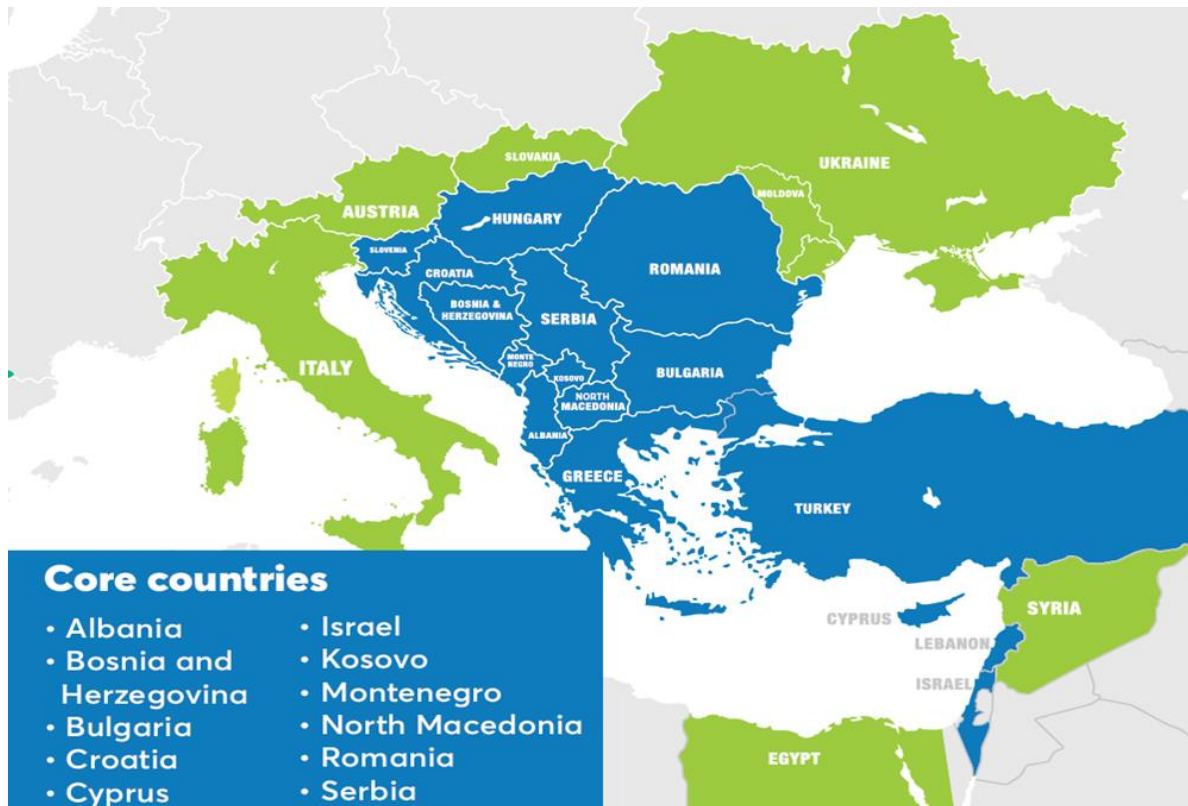 UKRAINE
SLOVAKIA
MOLDOVA
AUSTRIA
HUNGARY
SLOVENIA
CROATIA
ROMANIA
BOSNIA &
HERZEGOVINA
SERBIA
ITALY
MONTE
NEGRO
KOSOVO
BULGARIA
NORTH
MACEDONIA
ALBANIA
GREECE
TURKEY
SYRIA
CYPRUS
LEBANON
ISRAEL
EGYPT
Core countries
• Albania
• Bosnia and
Herzegovina
• Bulgaria
• Croatia
• Cyprus
• Israel
• Kosovo
• Montenegro
• North Macedonia
• Romania
• Serbia